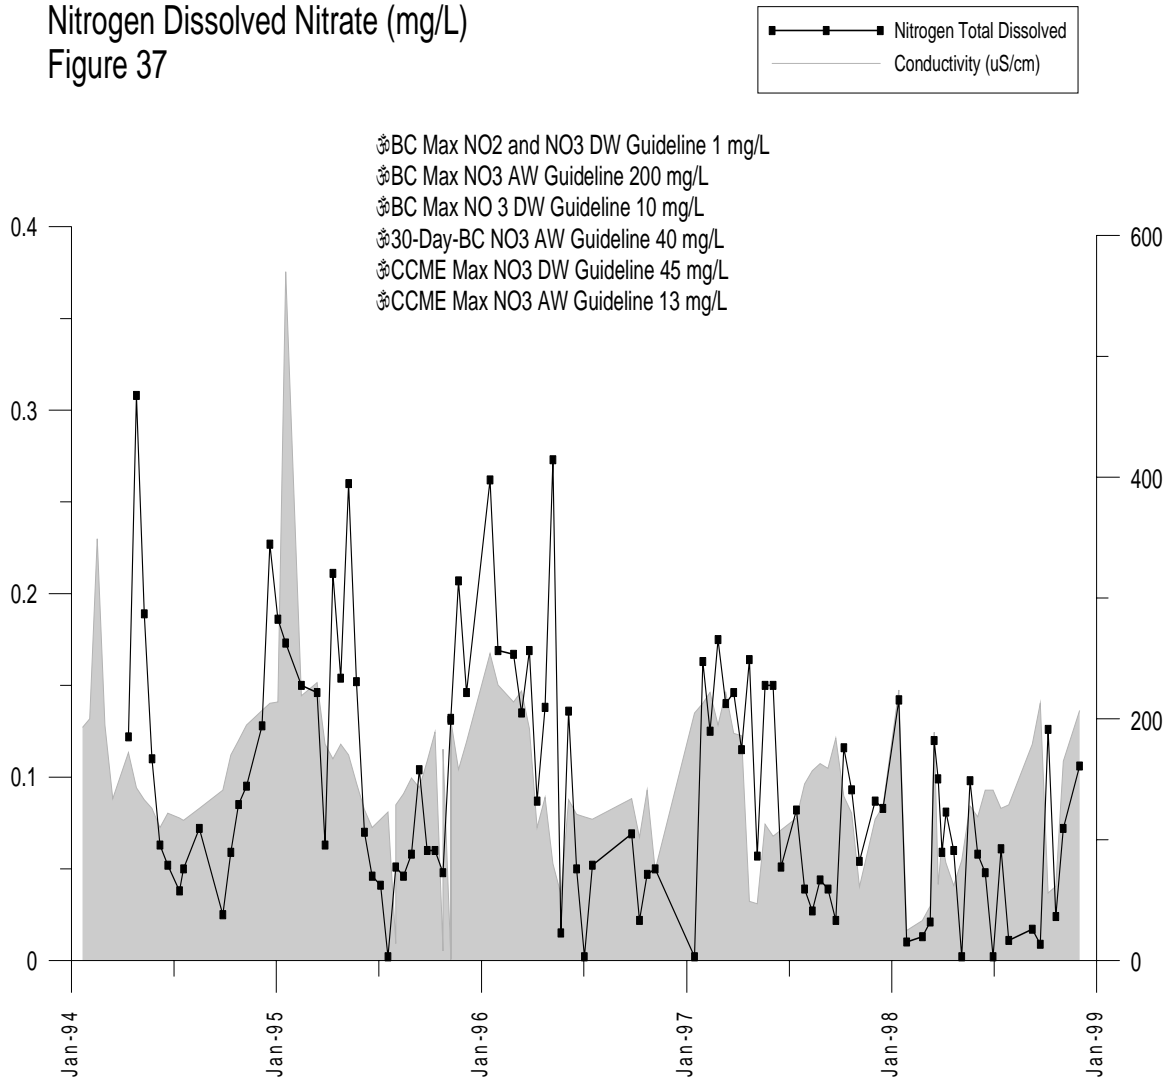 Nitrogen Dissolved Nitrate (mg/L)
Figure 37
Nitrogen Total Dissolved
Conductivity (uS/cm)
ॐBC Max NO2 and NO3 DW Guideline 1 mg/L
ॐBC Max NO3 AW Guideline 200 mg/L
ॐBC Max NO 3 DW Guideline 10 mg/L
ॐ30-Day-BC NO3 AW Guideline 40 mg/L
ॐCCME Max NO3 DW Guideline 45 mg/L
ॐCCME Max NO3 AW Guideline 13 mg/L
0.4
0.3
0.2
0.1
0
600
400
200
0
Jan-94
Jan-95
Jan-96
Jan-97
Jan-98
Jan-99